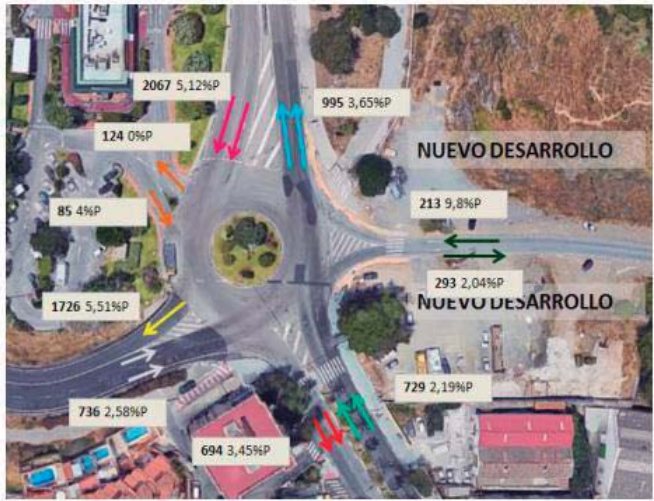 2067 5,12%P
995 3,65%P
124 0%P
NUEVO DESARROLLO
85 4%P
213 9,8%P
293 2,04%P
1726 5,51%P
NUEVO DESARROLLO
729 2,19%P
736 2,58%P
694 3,45%P